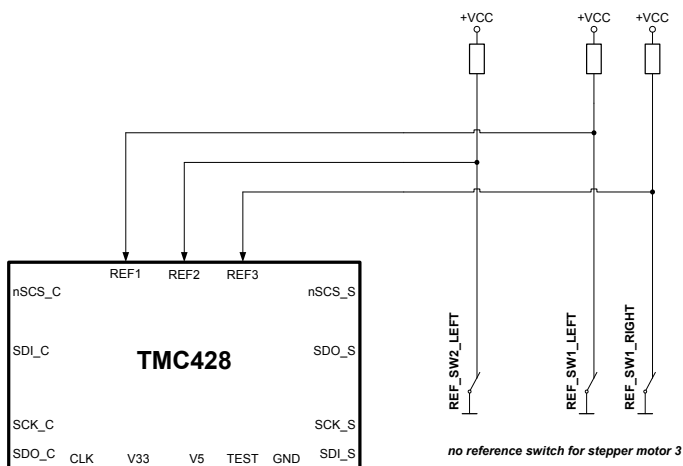 +VCC +VCC +VCC
REF1 REF2 REF3
nSCS_C nSCS_S
REF_SW2_LEFT
REF_SW1_LEFT
REF_SW1_RIGHT
SDI_C TMC428 SDO_S
SCK_C SCK_S
SDO_C CLK V33 V5 TEST GND SDI_S
no reference switch for stepper motor 3